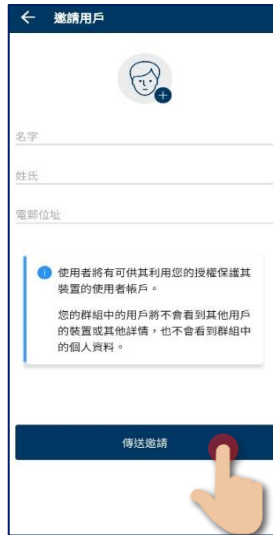 邀請用戶
名字
姓氏
電郵位址
使用者將有可供其利用您的授權保護其
裝置的使用者帳戶。
您的群組中的用戶將不會看到其他用戶
的裝置或其他詳情，也不會看到群組中
的個人資料。
傳送邀請